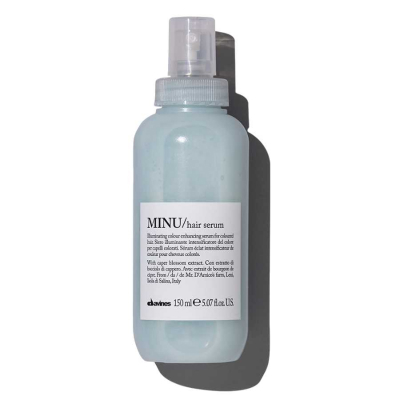 MINU/hair serum
Illuminating colour enhancing serum for coloured
hair. Siero illuminante intensificatore del colore
per capelli colorati. Sérum éclat intensificateur de
couleur pour cheveux colorés.
With caper blossom extract. Con estratto di
bocciolo di cappero. Avec extrait de bourgeon de
câpre. From / da / de Mr. D'Amico's farm, Leni,
Isola di Salina, Italy
davines 150 ml ℮ 5.07 fl.oz. U.S.